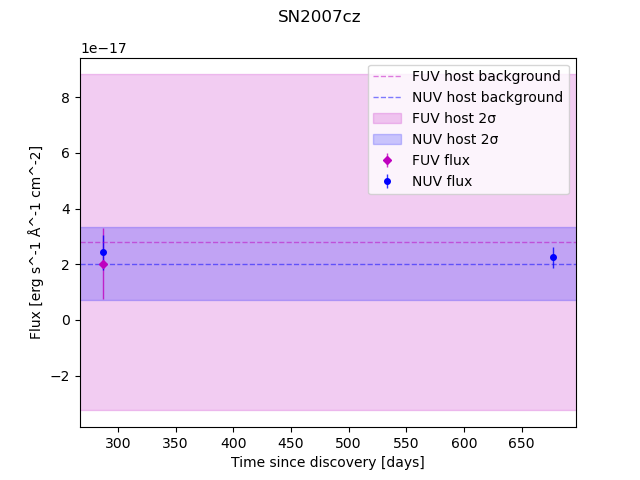 SN2007cz
1e−17
FUV host background
NUV host background
FUV host 2σ
NUV host 2σ
FUV flux
NUV flux
8
6
4
2
0
−2
Flux [erg s^-1 Å^-1 cm^-2]
300 350 400 450 500 550 600 650
Time since discovery [days]